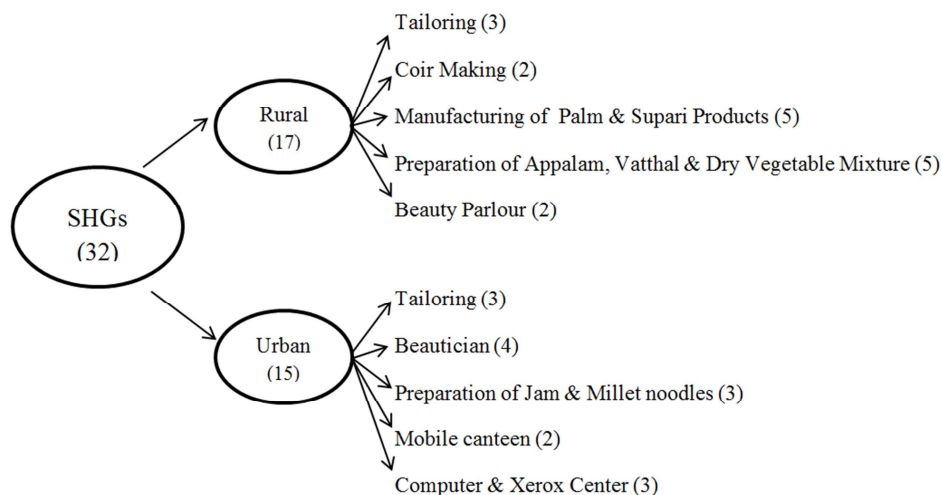 SHGs
(32)
Rural
(17)
Tailoring (3)
Coir Making (2)
Manufacturing of Palm & Supari Products (5)
Preparation of Appalam, Vatthal & Dry Vegetable Mixture (5)
Beauty Parlour (2)
Urban
(15)
Tailoring (3)
Beautician (4)
Preparation of Jam & Millet noodles (3)
Mobile canteen (2)
Computer & Xerox Center (3)